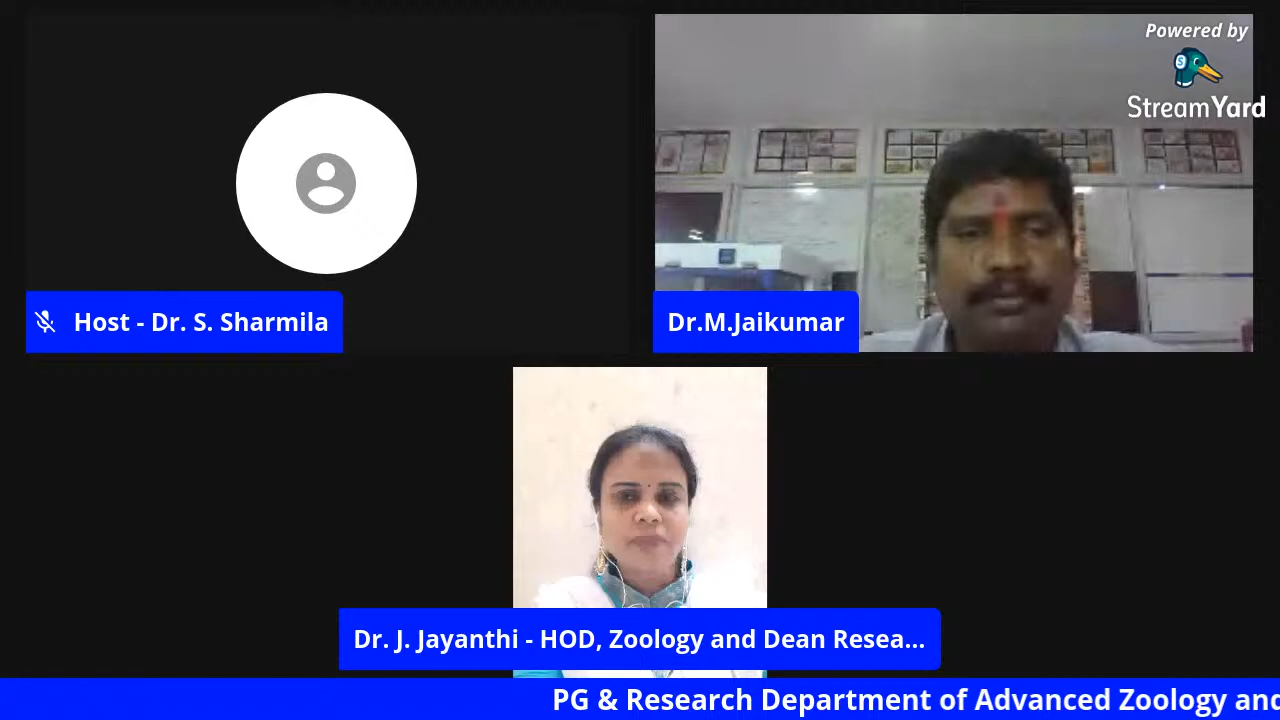 Powered by
StreamYard
Host - Dr. S. Sharmila
Dr.M.Jaikumar
Dr. J. Jayanthi - HOD, Zoology and Dean Resea...
PG & Research Department of Advanced Zoology and